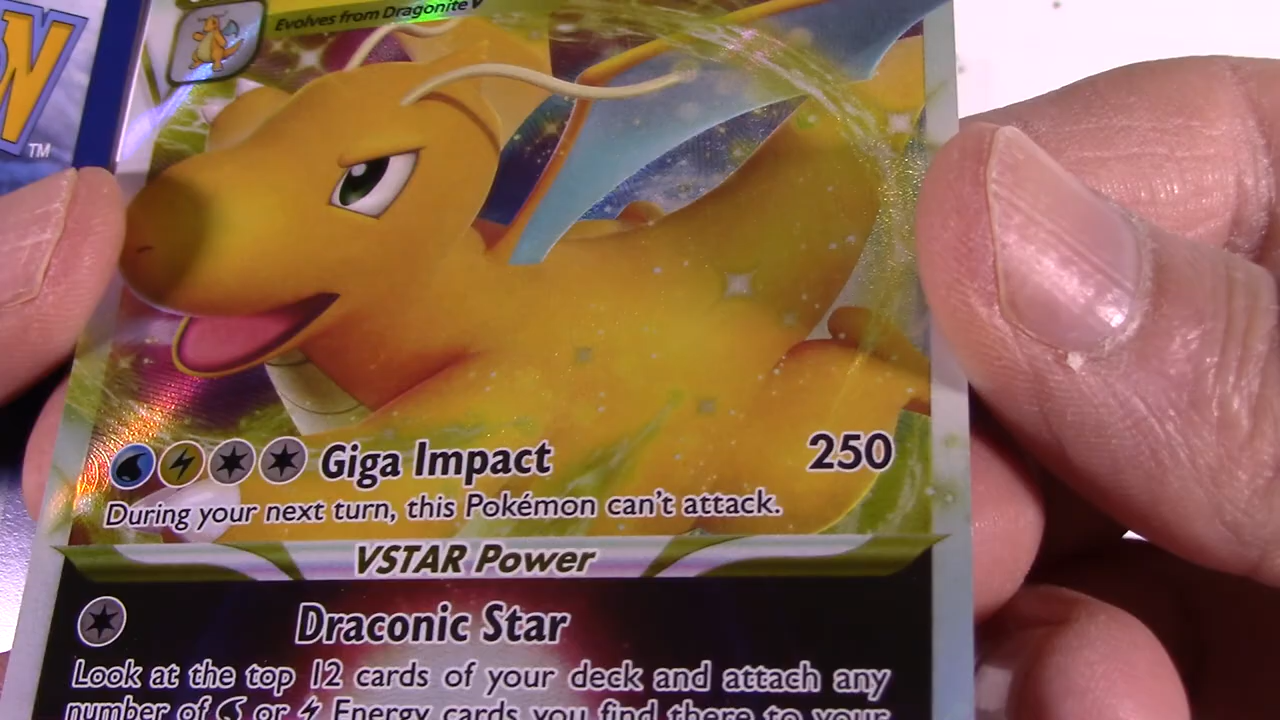 Evolves from Dragonite V
TM
Giga Impact 250
During your next turn, this Pokémon can't attack.
VSTAR Power
Draconic Star
Look at the top 12 cards of your deck and attach any
number of or Energy cards you find there to your